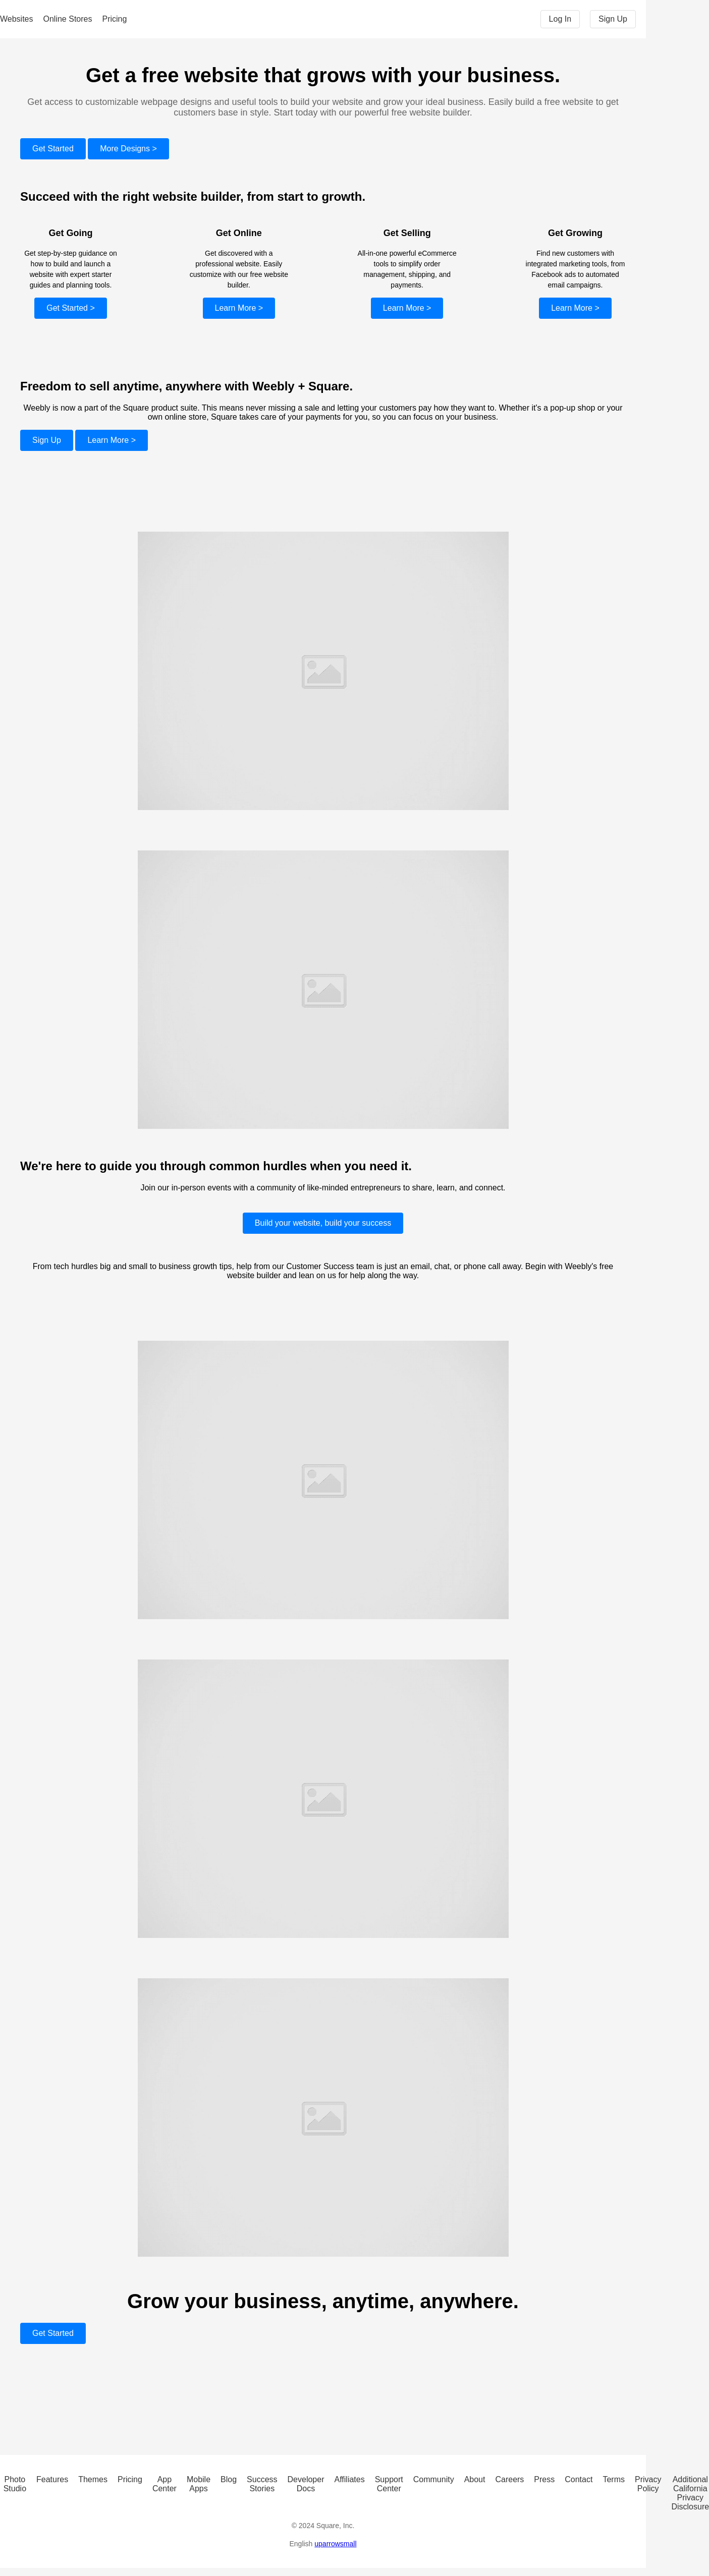 Websites Online Stores Pricing Log In Sign Up
Get a free website that grows with your business.
Get access to customizable webpage designs and useful tools to build your website and grow your ideal business. Easily build a free website to get
customers base in style. Start today with our powerful free website builder.
Get Started More Designs >
Succeed with the right website builder, from start to growth.
Get Going
Get step-by-step guidance on
how to build and launch a
website with expert starter
guides and planning tools.
Get Started >
Get Online
Get discovered with a
professional website. Easily
customize with our free website
builder.
Learn More >
Get Selling
All-in-one powerful eCommerce
tools to simplify order
management, shipping, and
payments.
Learn More >
Get Growing
Find new customers with
integrated marketing tools, from
Facebook ads to automated
email campaigns.
Learn More >
Freedom to sell anytime, anywhere with Weebly + Square.
Weebly is now a part of the Square product suite. This means never missing a sale and letting your customers pay how they want to. Whether it's a pop-up shop or your
own online store, Square takes care of your payments for you, so you can focus on your business.
Sign Up Learn More >
We're here to guide you through common hurdles when you need it.
Join our in-person events with a community of like-minded entrepreneurs to share, learn, and connect.
Build your website, build your success
From tech hurdles big and small to business growth tips, help from our Customer Success team is just an email, chat, or phone call away. Begin with Weebly's free
website builder and lean on us for help along the way.
Grow your business, anytime, anywhere.
Get Started
Photo
Studio
Features
Themes
Pricing
App
Center
Mobile
Apps
Blog
Success
Stories
Developer
Docs
Affiliates
Support
Center
Community
About
Careers
Press
Contact
Terms
Privacy
Policy
Additional
California
Privacy
Disclosure
© 2024 Square, Inc.
English uparrowsmall